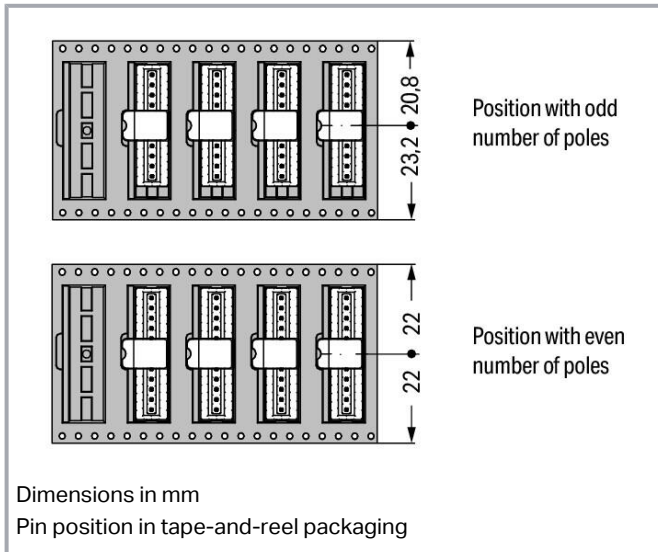 20,8
23,2
Position with odd
number of poles
22
22
Position with even
number of poles
Dimensions in mm
Pin position in tape-and-reel packaging